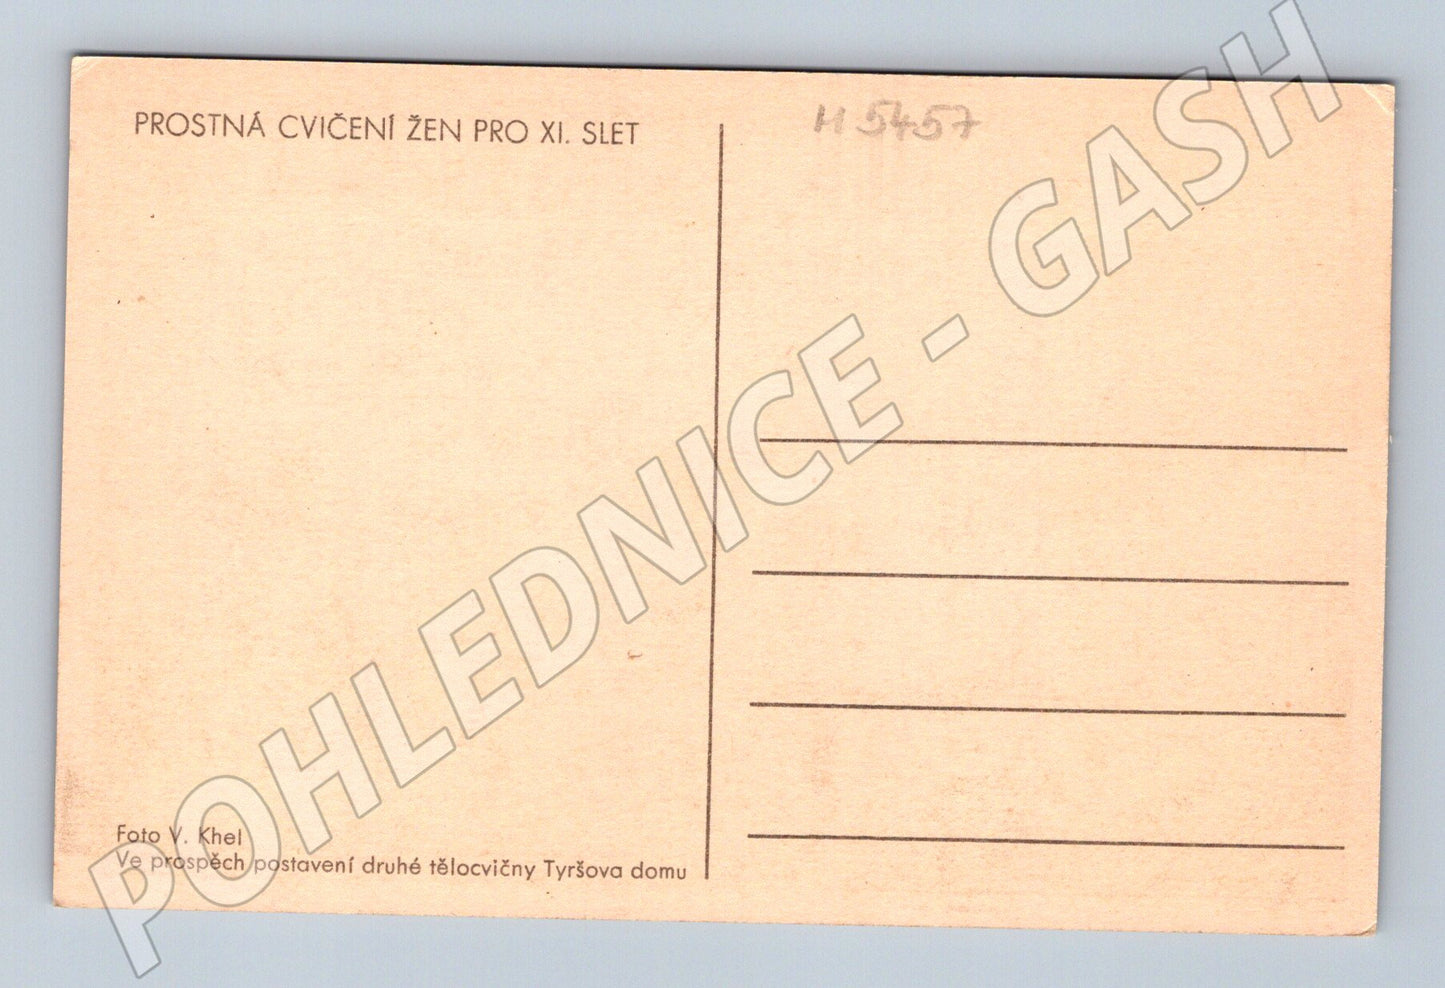 PROSTNÁ CVIČENÍ ŽEN PRO XI. SLET
H 5457
POHLEDNICE - GASH
Foto V. Khel
Ve prospěch postavení druhé tělocvičny Tyršova domu